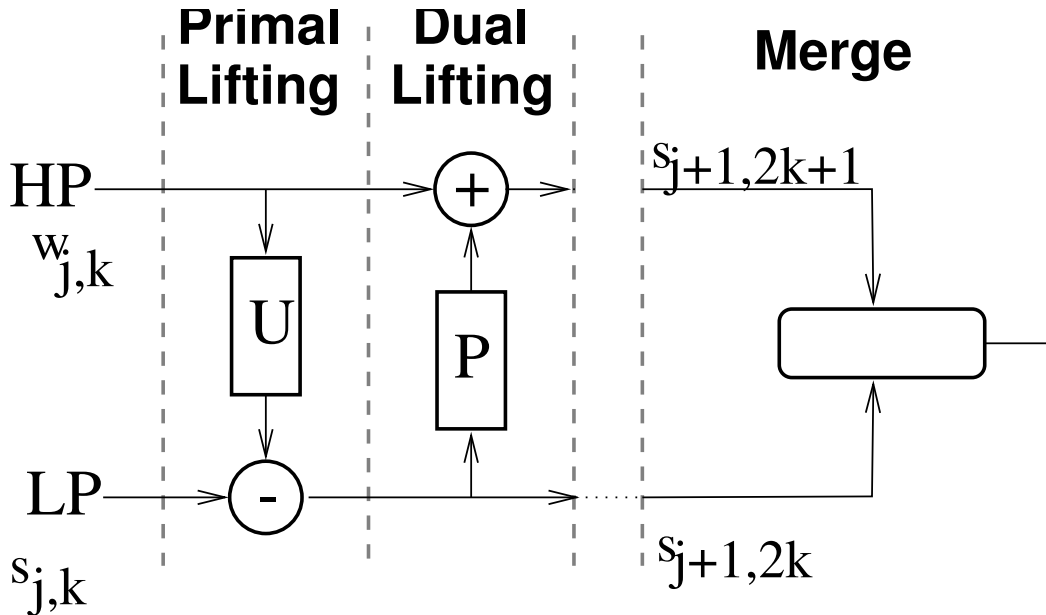 Primal
Lifting
Dual
Lifting
Merge
HP
w j,k
U
+
P
s j+1,2k+1
LP
-
s j,k
s j+1,2k